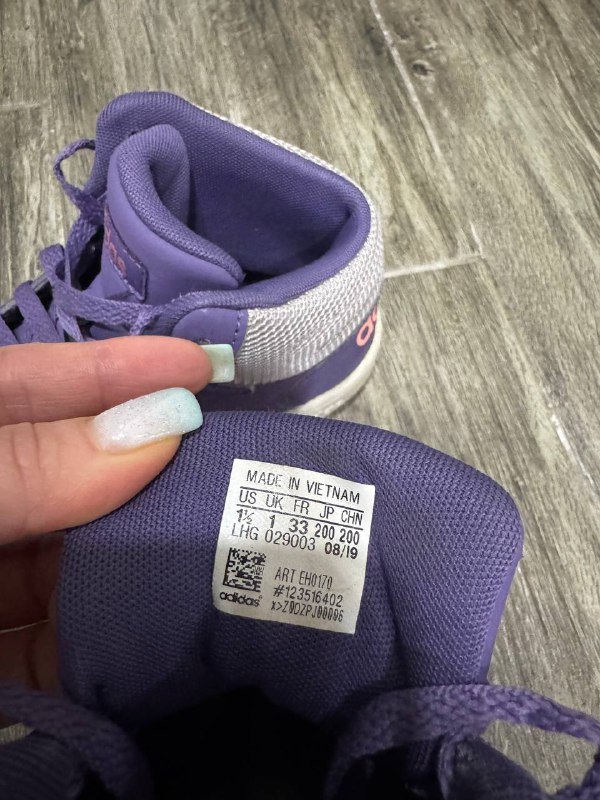 MADE IN VIETNAM
US UK FR JP CHN
1½ 1 33 200 200
LHG 029003 08/19
ART EH0170
#123516402
adidas